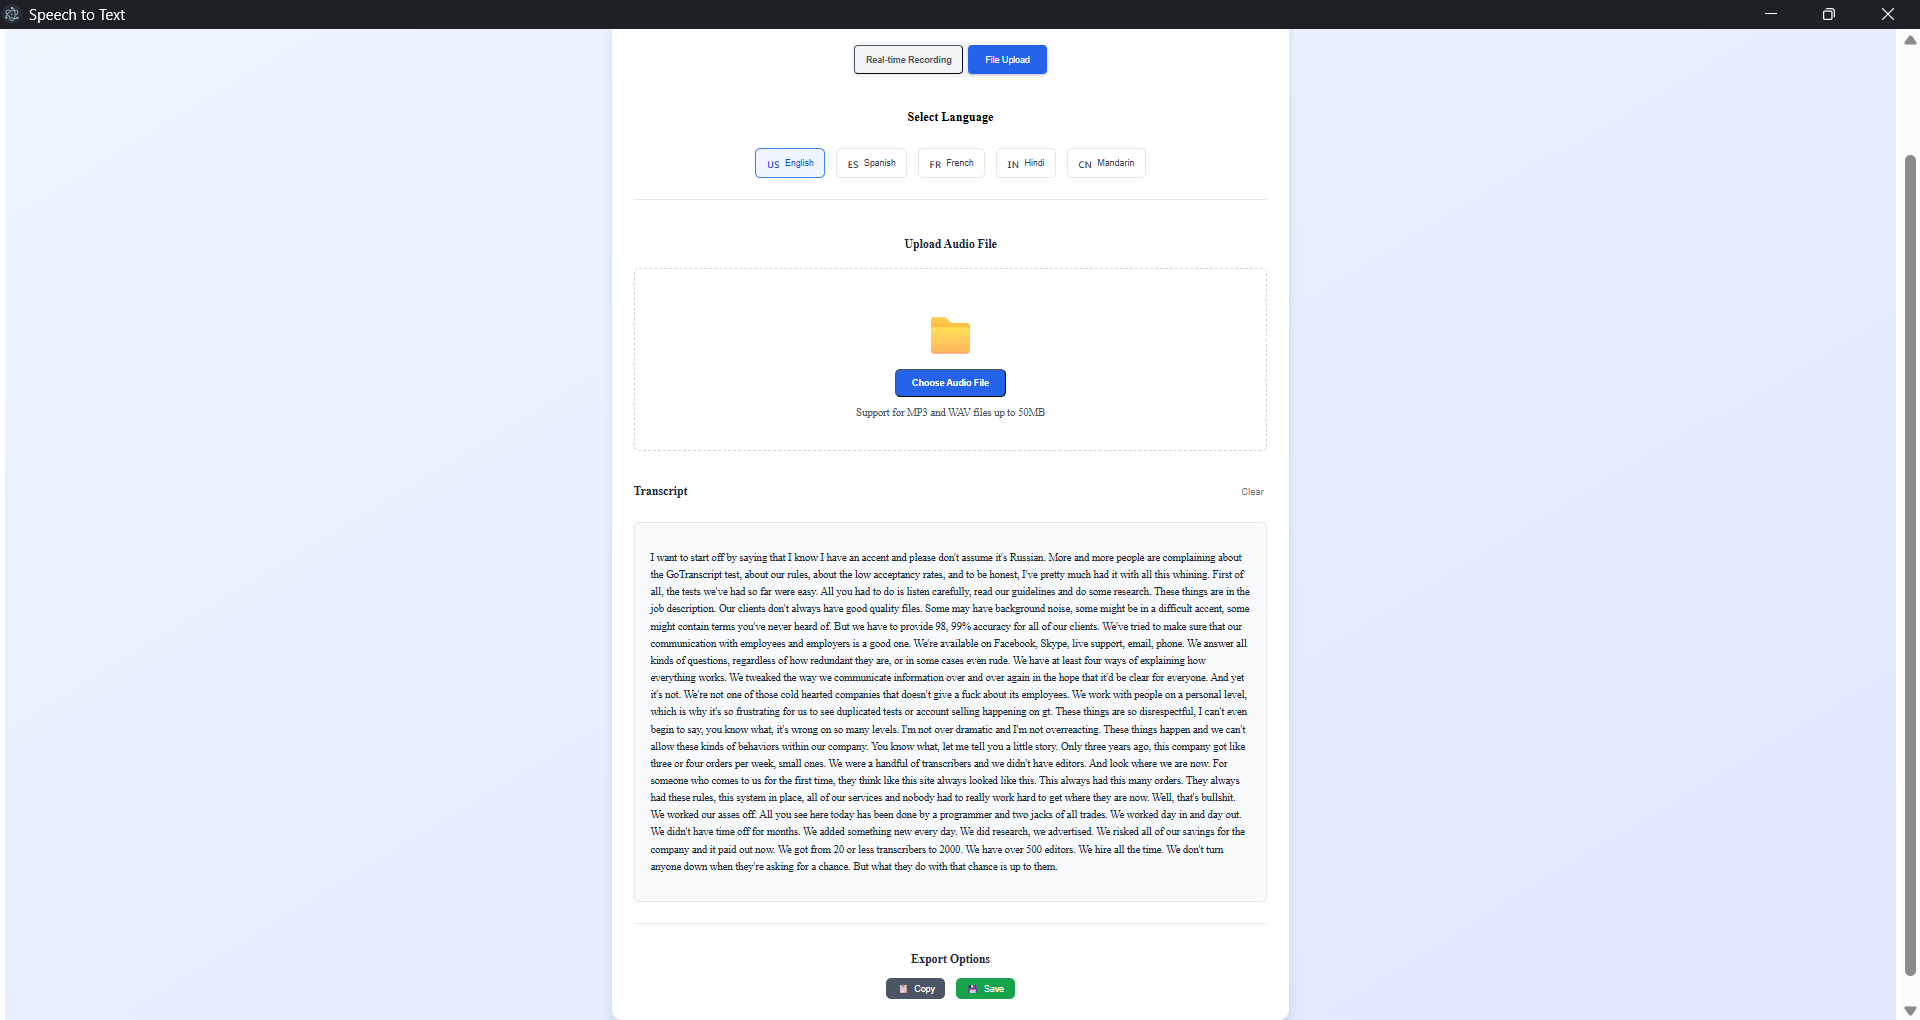 Speech to Text
Real-time Recording
File Upload
Select Language
US English
ES Spanish
FR French
IN Hindi
CN Mandarin
Upload Audio File
Choose Audio File
Support for MP3 and WAV files up to 50MB
Transcript
Clear
I want to start off by saying that I know I have an accent and please don't assume it's Russian. More and more people are complaining about
the GoTranscript test, about our rules, about the low acceptancy rates, and to be honest, I've pretty much had it with all this whining. First of
all, the tests we've had so far were easy. All you had to do is listen carefully, read our guidelines and do some research. These things are in the
job description. Our clients don't always have good quality files. Some may have background noise, some might be in a difficult accent, some
might contain terms you've never heard of. But we have to provide 98, 99% accuracy for all of our clients. We've tried to make sure that our
communication with employees and employers is a good one. We're available on Facebook, Skype, live support, email, phone. We answer all
kinds of questions, regardless of how redundant they are, or in some cases even rude. We have at least four ways of explaining how
everything works. We tweaked the way we communicate information over and over again in the hope that it'd be clear for everyone. And yet
it's not. We're not one of those cold hearted companies that doesn't give a fuck about its employees. We work with people on a personal level,
which is why it's so frustrating for us to see duplicated tests or account selling happening on gt. These things are so disrespectful, I can't even
begin to say, you know what, it's wrong on so many levels. I'm not over dramatic and I'm not overreacting. These things happen and we can't
allow these kinds of behaviors within our company. You know what, let me tell you a little story. Only three years ago, this company got like
three or four orders per week, small ones. We were a handful of transcribers and we didn't have editors. And look where we are now. For
someone who comes to us for the first time, they think like this site always looked like this. This always had this many orders. They always
had these rules, this system in place, all of our services and nobody had to really work hard to get where they are now. Well, that's bullshit.
We worked our asses off. All you see here today has been done by a programmer and two jacks of all trades. We worked day in and day out.
We didn't have time off for months. We added something new every day. We did research, we advertised. We risked all of our savings for the
company and it paid out now. We got from 20 or less transcribers to 2000. We have over 500 editors. We hire all the time. We don't turn
anyone down when they're asking for a chance. But what they do with that chance is up to them.
Export Options
Copy
Save